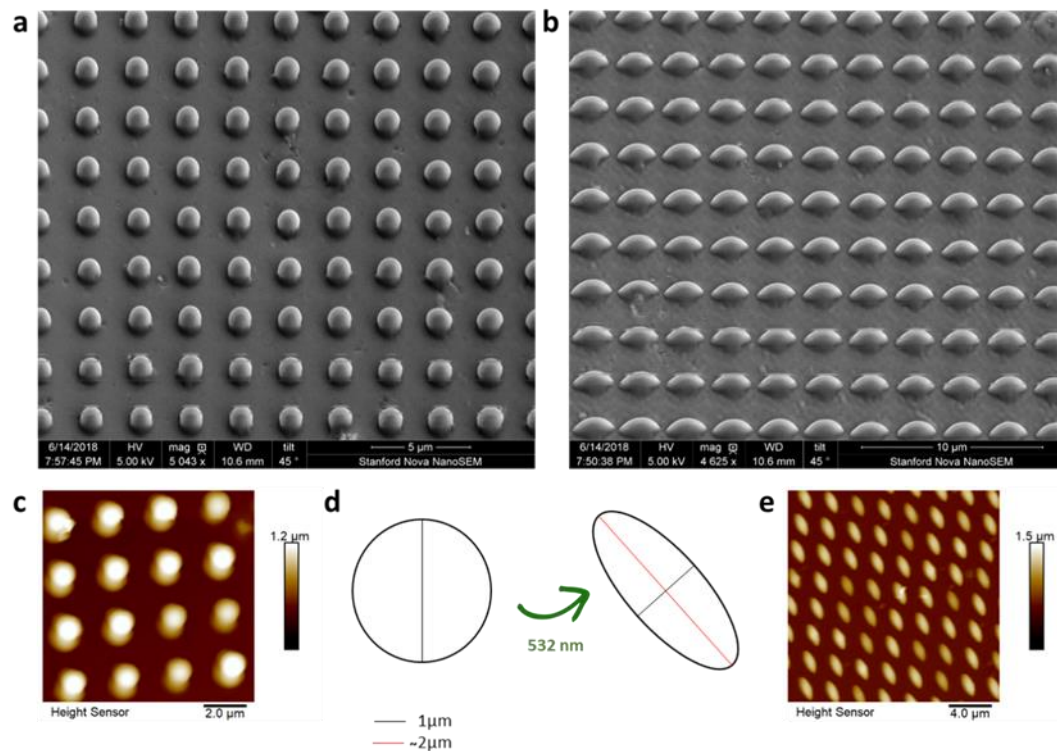 a
b
6/14/2018 HV mag WD tilt 5 µm
7:57:45 PM 5.00 kV 5 043 x 10.6 mm 45 ° Stanford Nova NanoSEM
6/14/2018 HV mag WD tilt 10 µm
7:50:38 PM 5.00 kV 4 625 x 10.6 mm 45 ° Stanford Nova NanoSEM
c
d
e
1.2 µm
1.5 µm
532 nm
Height Sensor
2.0 µm
Height Sensor
4.0 µm
1µm
~2µm